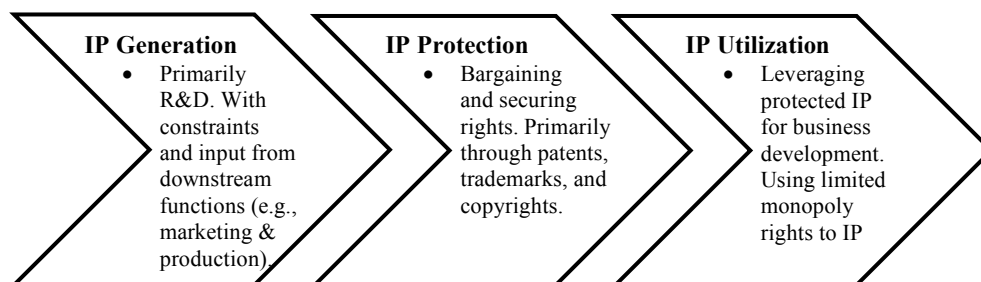 IP Generation
• Primarily
R&D. With
constraints
and input from
downstream
functions (e.g.,
marketing &
production).
IP Protection
• Bargaining
and securing
rights. Primarily
through patents,
trademarks, and
copyrights.
IP Utilization
• Leveraging
protected IP
for business
development.
Using limited
monopoly
rights to IP